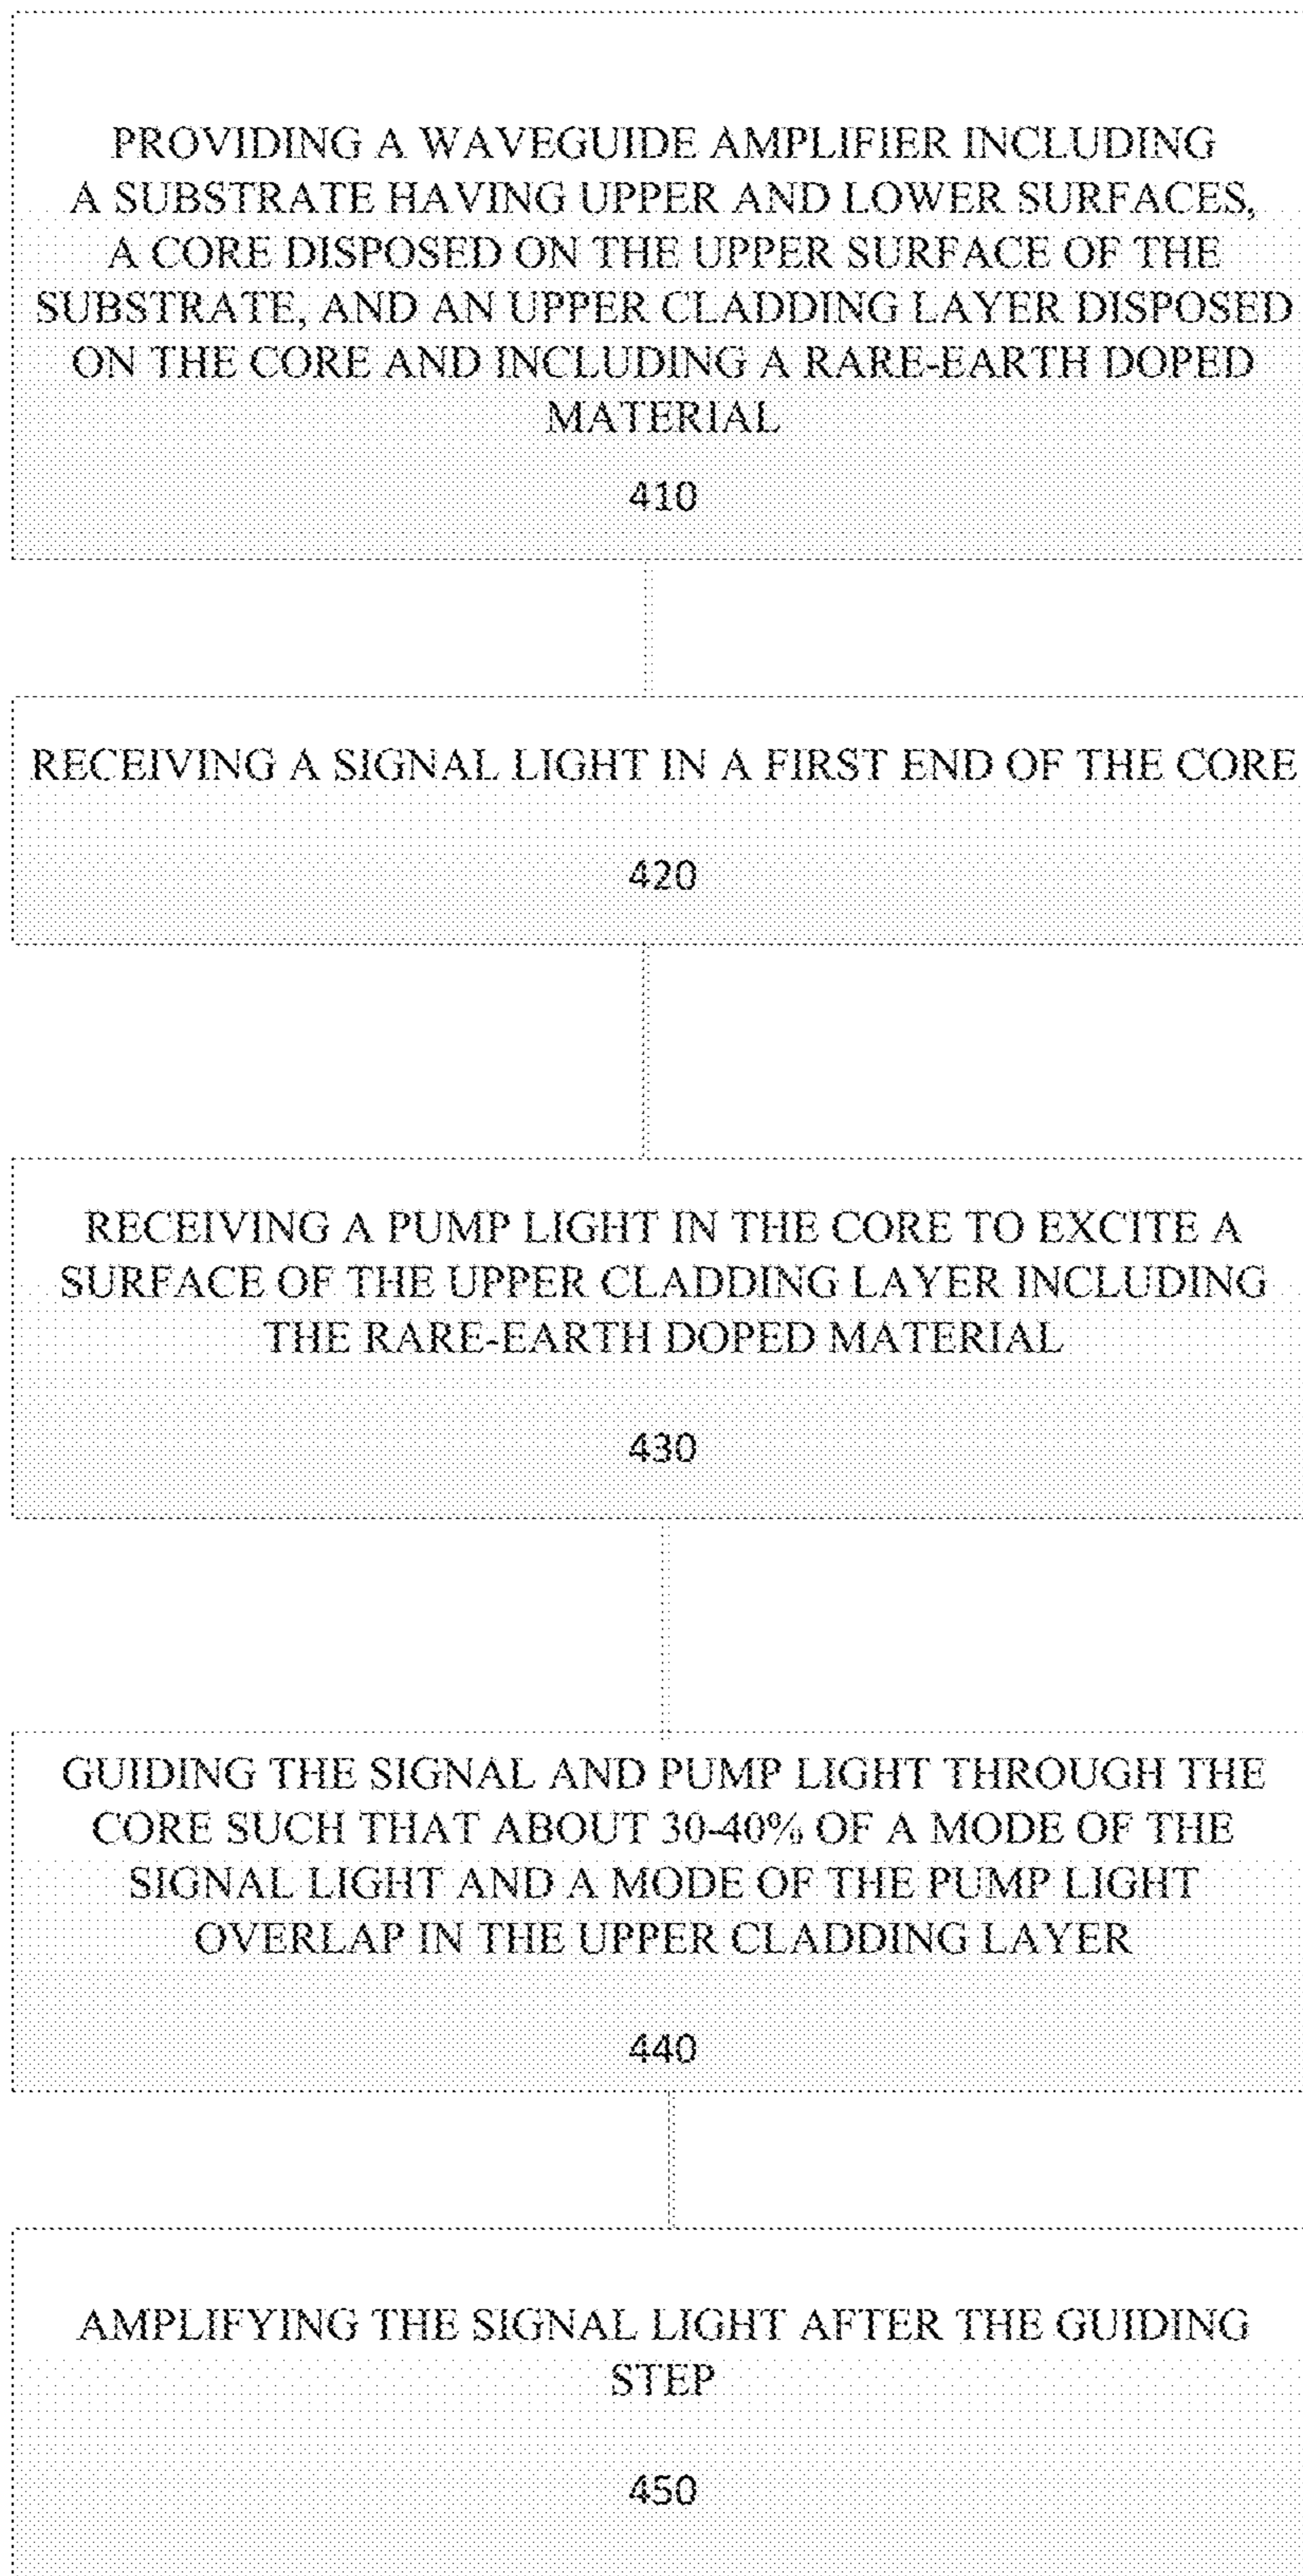 PROVIDING A WAVEGUIDE AMPLIFIER INCLUDING
A SUBSTRATE HAVING UPPER AND LOWER SURFACES,
A CORE DISPOSED ON THE UPPER SURFACE OF THE
SUBSTRATE, AND AN UPPER CLADDING LAYER DISPOSED
ON THE CORE AND INCLUDING A RARE-EARTH DOPED
MATERIAL
410
RECEIVING A SIGNAL LIGHT IN A FIRST END OF THE CORE
420
RECEIVING A PUMP LIGHT IN THE CORE TO EXCITE A
SURFACE OF THE UPPER CLADDING LAYER INCLUDING
THE RARE-EARTH DOPED MATERIAL
430
GUIDING THE SIGNAL AND PUMP LIGHT THROUGH THE
CORE SUCH THAT ABOUT 30-40% OF A MODE OF THE
SIGNAL LIGHT AND A MODE OF THE PUMP LIGHT
OVERLAP IN THE UPPER CLADDING LAYER
440
AMPLIFYING THE SIGNAL LIGHT AFTER THE GUIDING
STEP
450